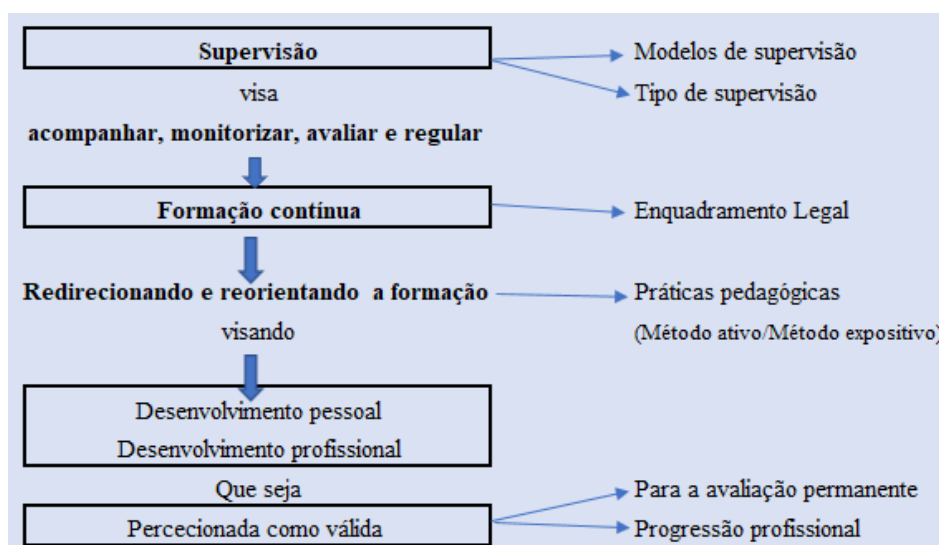 Supervisão
Modelos de supervisão
visa
Tipo de supervisão
acompanhar, monitorizar, avaliar e regular
Formação contínua
Enquadramento Legal
Redirecionando e reorientando a formação
Práticas pedagógicas
visando
(Método ativo/Método expositivo)
Desenvolvimento pessoal
Desenvolvimento profissional
Que seja
Para a avaliação permanente
Percecionada como válida
Progressão profissional